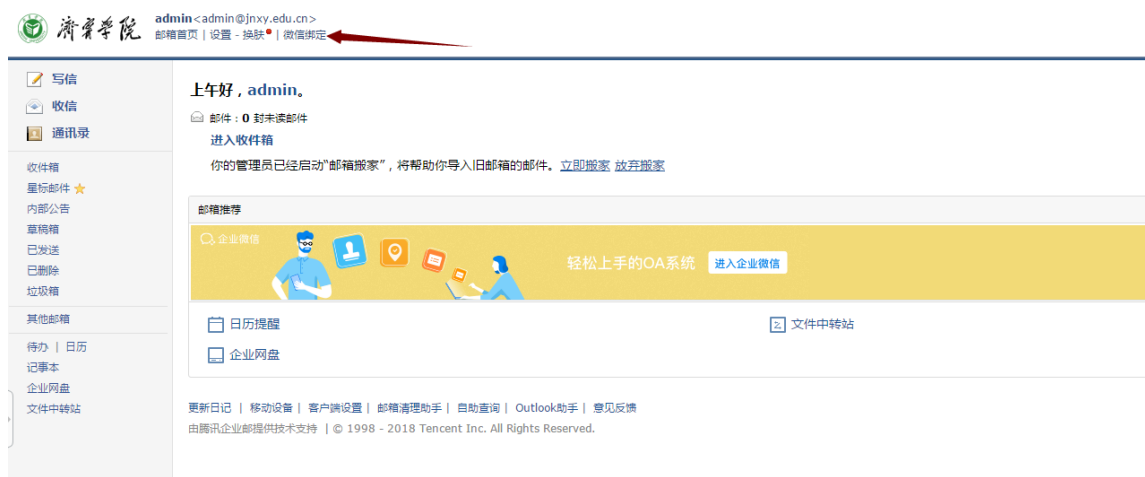 济宁学院
admin<admin@jnxy.edu.cn>
邮箱首页 | 设置 - 换肤 | 微信绑定
写信
收信
通讯录
收件箱
星标邮件
内部公告
草稿箱
已发送
已删除
垃圾箱
其他邮箱
待办 | 日历
记事本
企业网盘
文件中转站
上午好，admin。
邮件：0 封未读邮件
进入收件箱
你的管理员已经启动“邮箱搬家”，将帮助你导入旧邮箱的邮件。立即搬家 放弃搬家
邮箱推荐
企业微信
轻松上手的OA系统 进入企业微信
日历提醒
文件中转站
企业网盘
更新日记 | 移动设备 | 客户端设置 | 邮箱清理助手 | 自助查询 | Outlook助手 | 意见反馈
由腾讯企业邮提供技术支持 | © 1998 - 2018 Tencent Inc. All Rights Reserved.